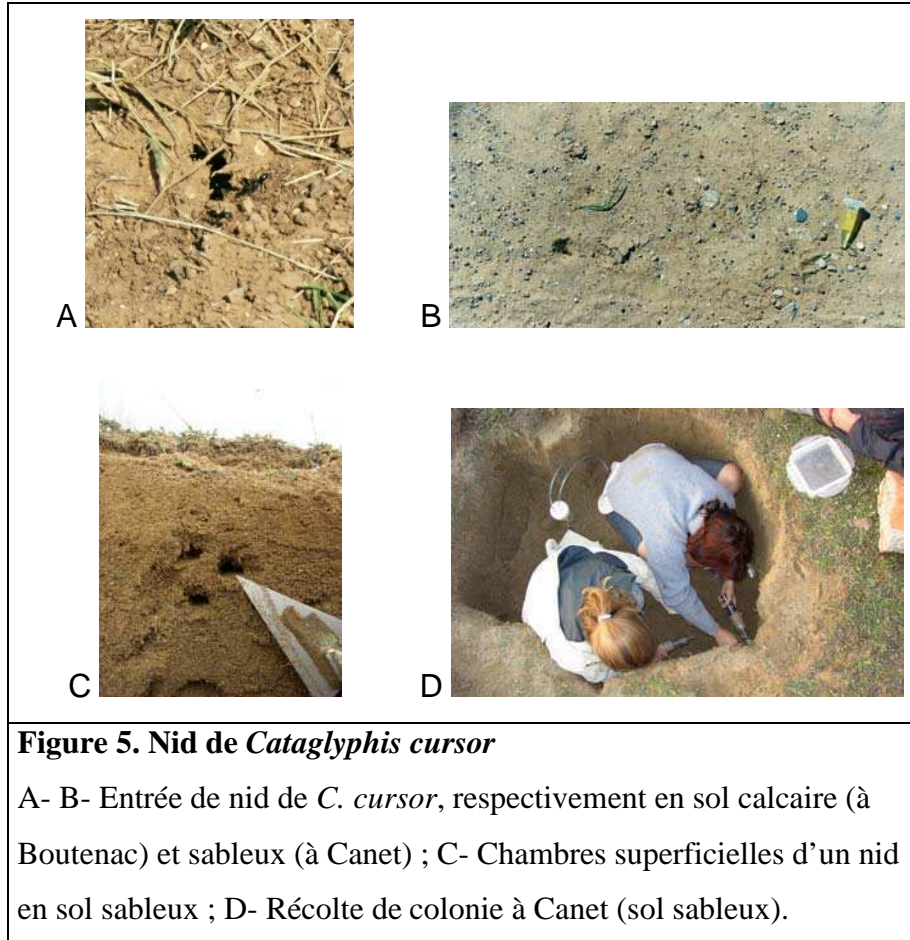 A
B
C
D
Figure 5. Nid de Cataglyphis cursor
A- B- Entrée de nid de C. cursor, respectivement en sol calcaire (à
Boutenac) et sableux (à Canet) ; C- Chambres superficielles d'un nid
en sol sableux ; D- Récolte de colonie à Canet (sol sableux).